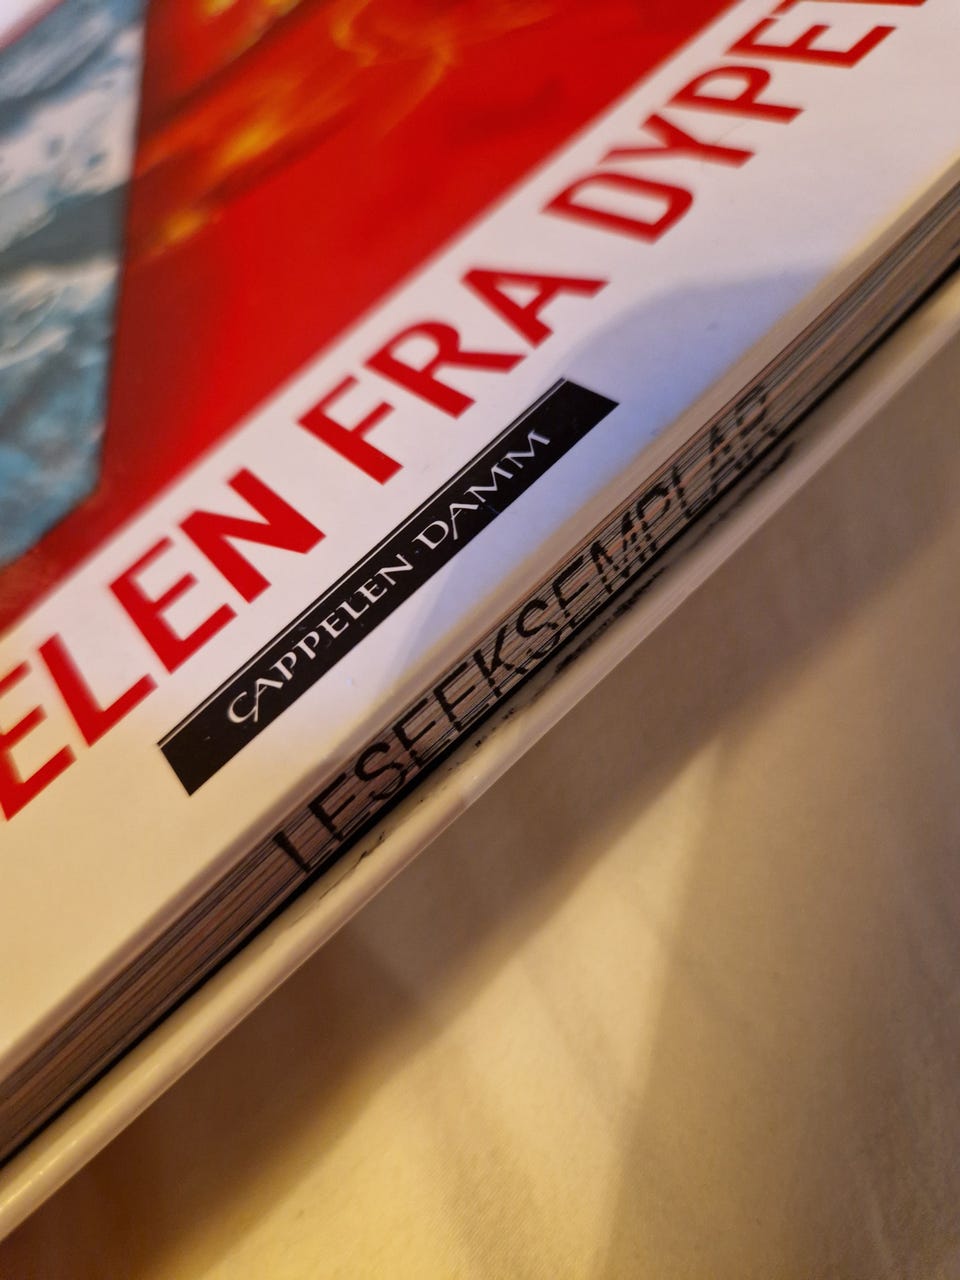 ELEN FRA DYPET
CAPPELEN DAMM
LESEEKSEMPLAR